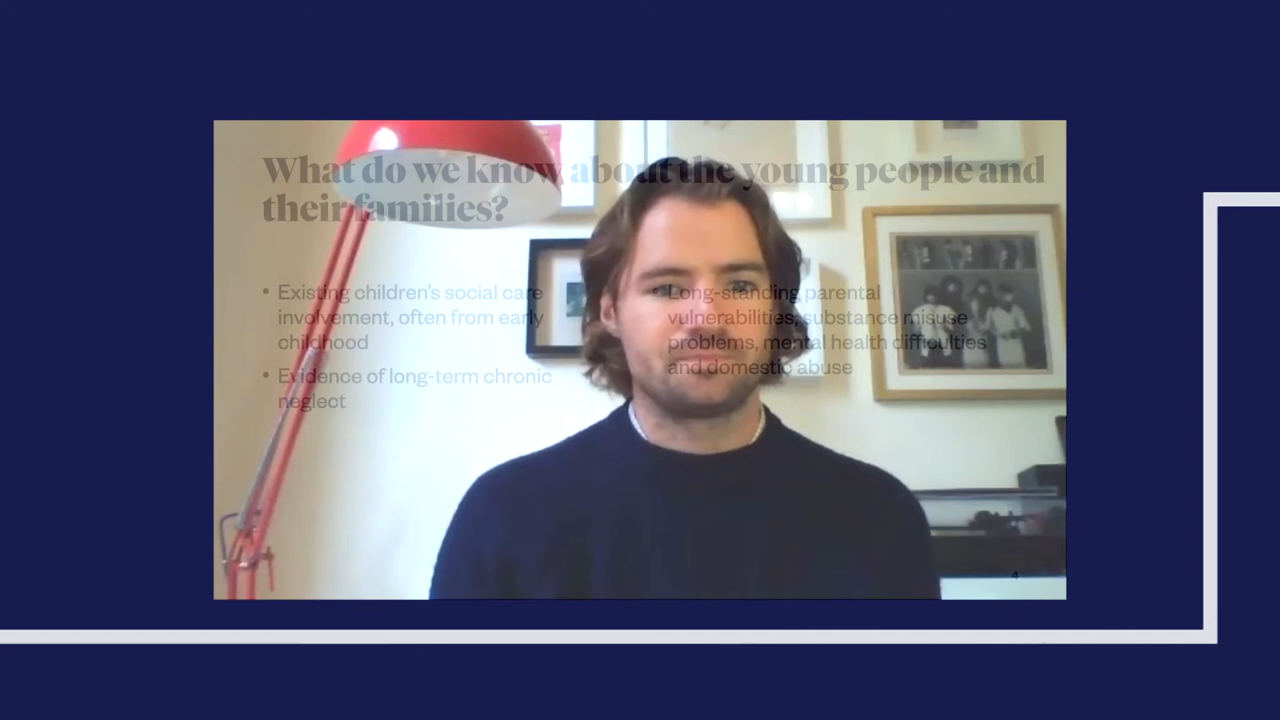 What do we know about the young people and
their families?
• Existing children's social care
involvement, often from early
childhood
• Evidence of long-term chronic
neglect
Long-standing parental
vulnerabilities; substance misuse
problems, mental health difficulties
and domestic abuse
4